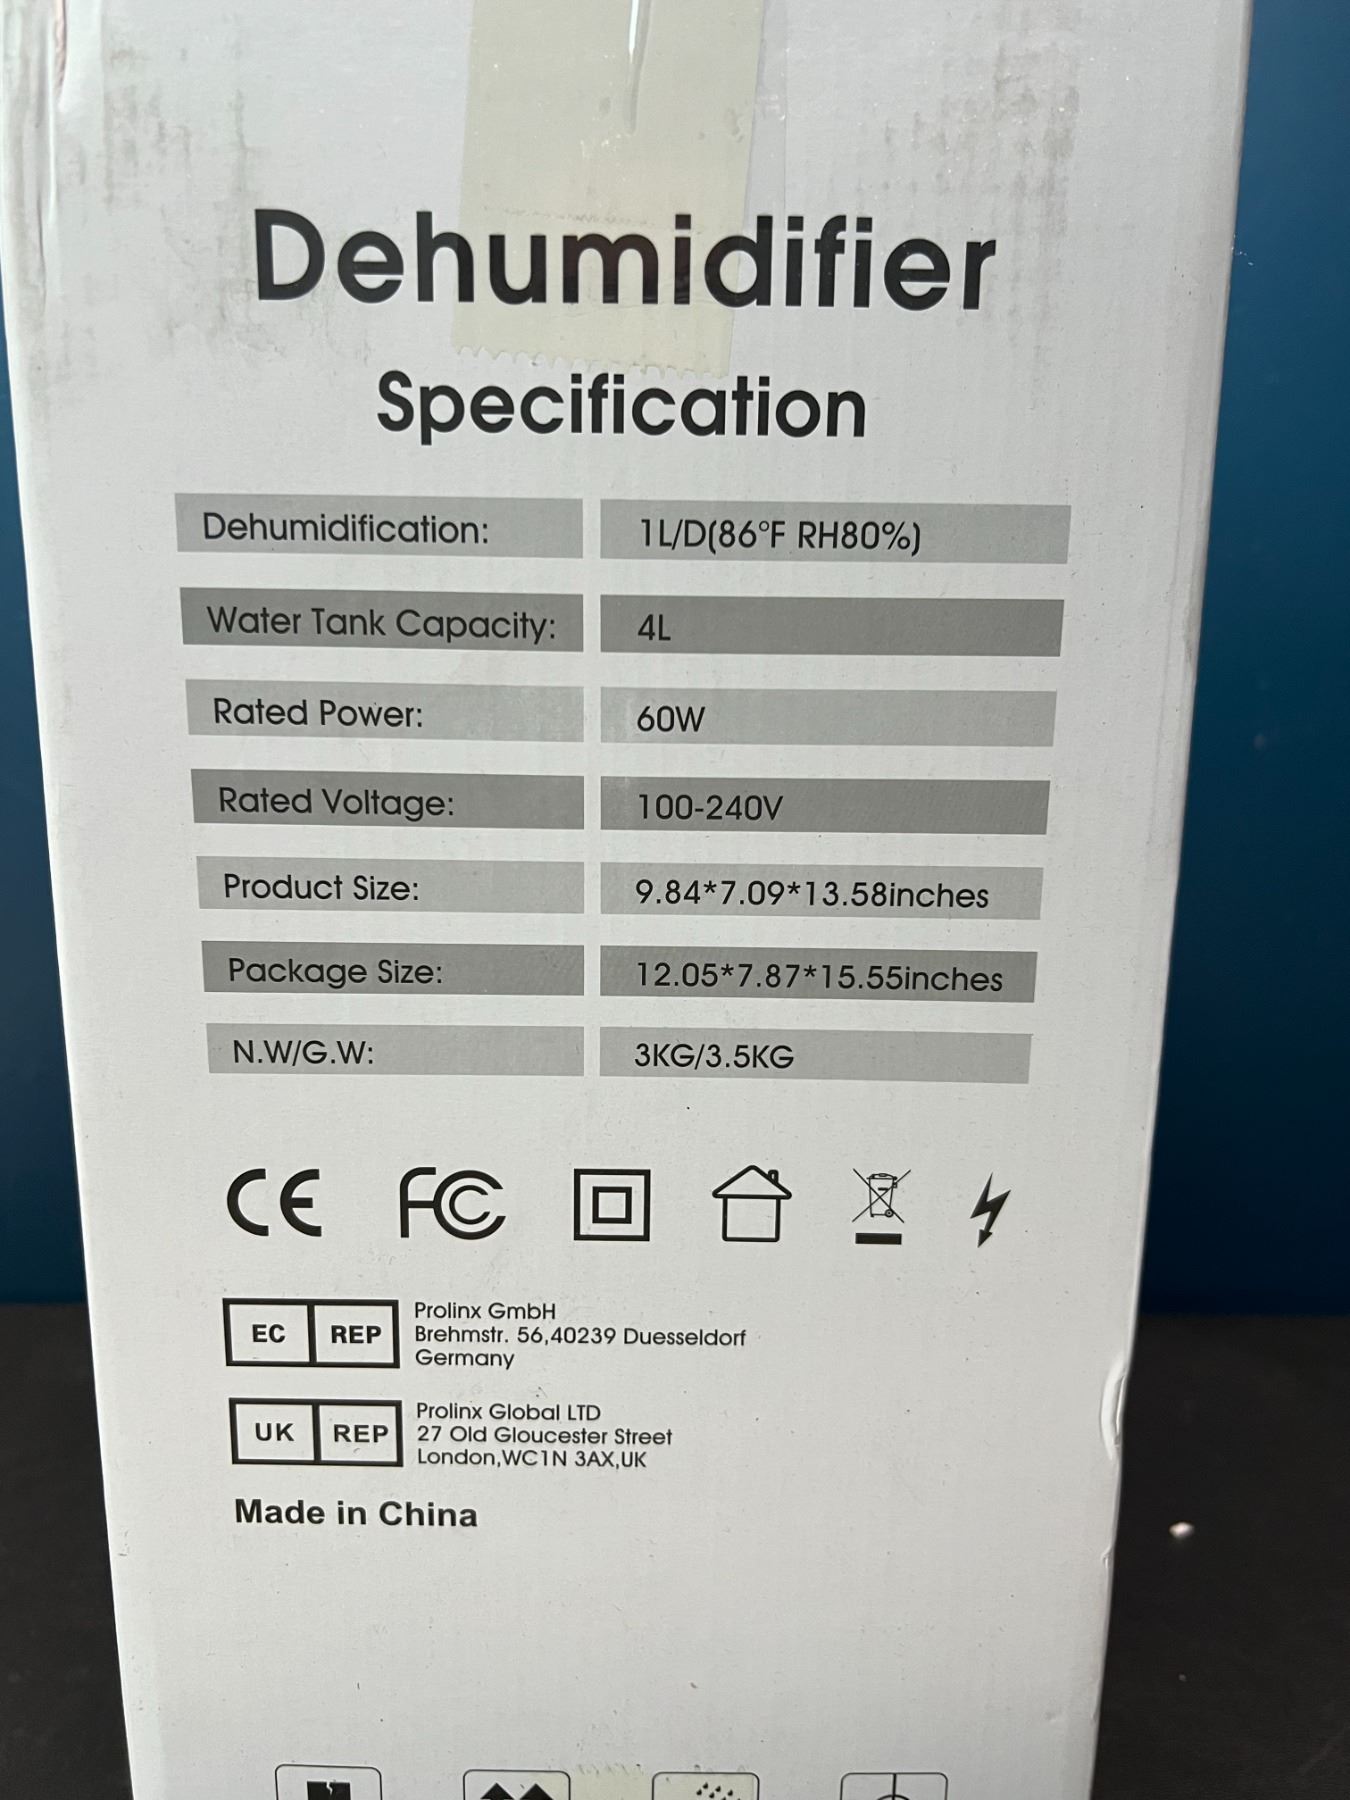 Dehumidifier
Specification
Dehumidification: 1L/D(86°F RH80%)
Water Tank Capacity: 4L
Rated Power: 60W
Rated Voltage: 100-240V
Product Size: 9.84*7.09*13.58inches
Package Size: 12.05*7.87*15.55inches
N.W/G.W: 3KG/3.5KG
CE FC
EC REP
Prolinx GmbH
Brehmstr. 56,40239 Duesseldorf
Germany
UK REP
Prolinx Global LTD
27 Old Gloucester Street
London,WC1N 3AX,UK
Made in China